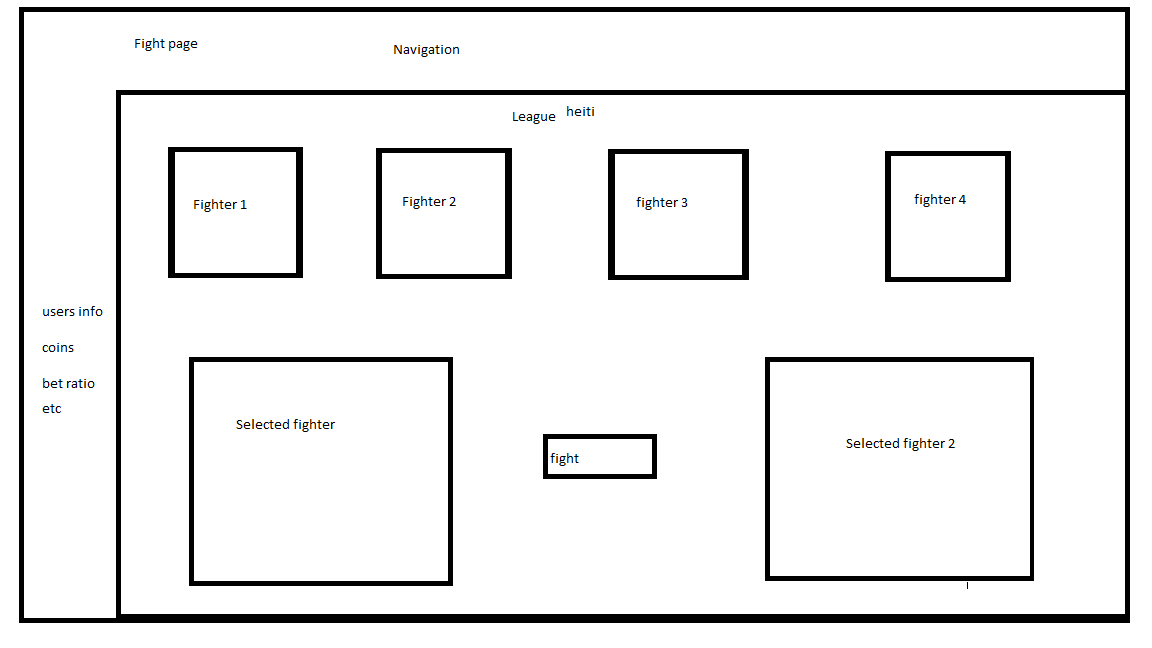 Fight page
Navigation
League heiti
Fighter 1
Fighter 2
fighter 3
fighter 4
users info
coins
bet ratio
etc
Selected fighter
fight
Selected fighter 2